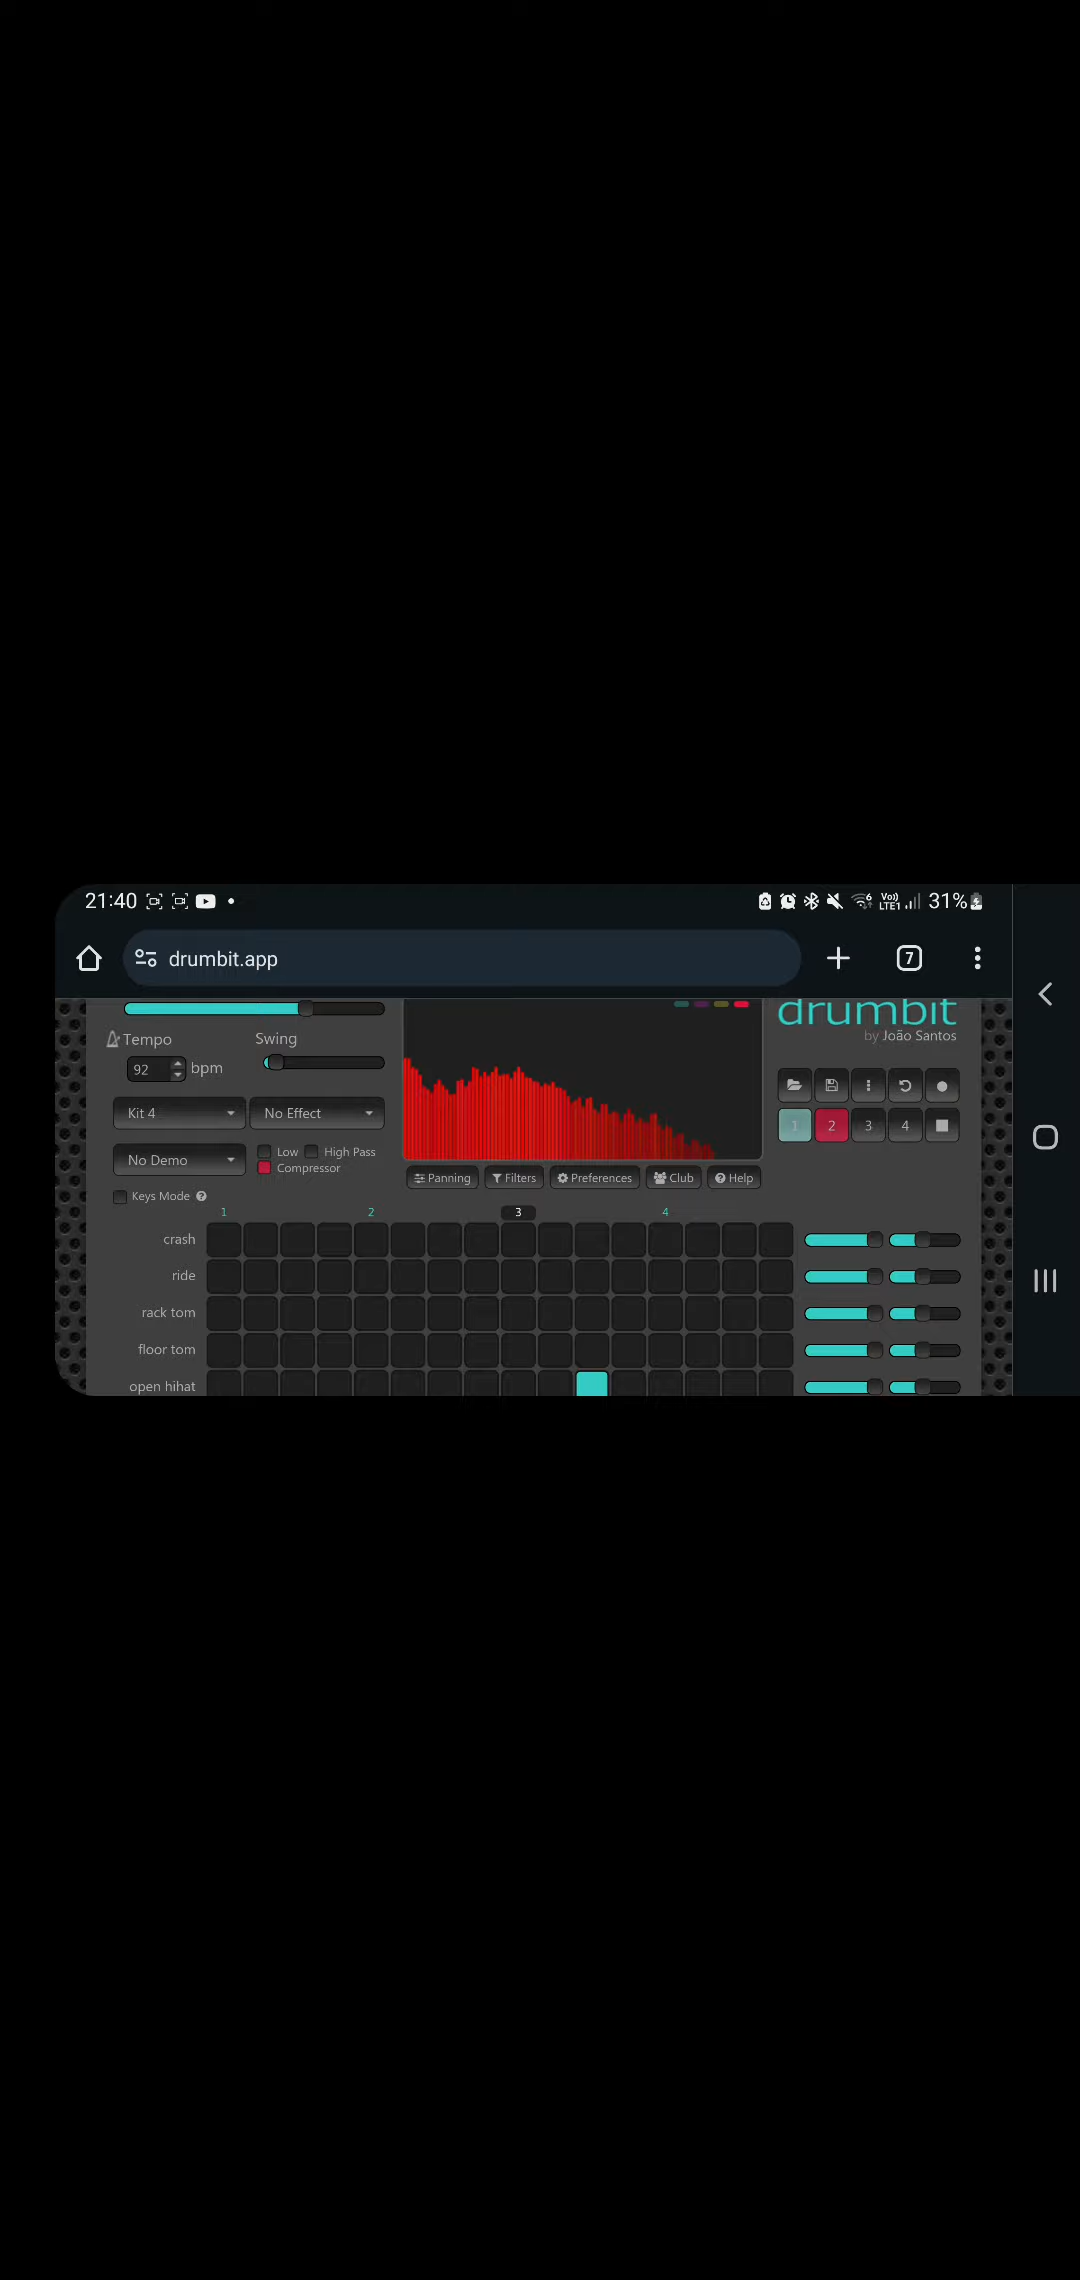 21:40 31%
drumbit.app 7
drumbit
by João Santos
Tempo Swing
92 bpm
Kit 4 No Effect
1 2 3 4
No Demo Low High Pass
Compressor
Panning Filters Preferences Club Help
Keys Mode
1 2 3 4
crash
ride
rack tom
floor tom
open hihat